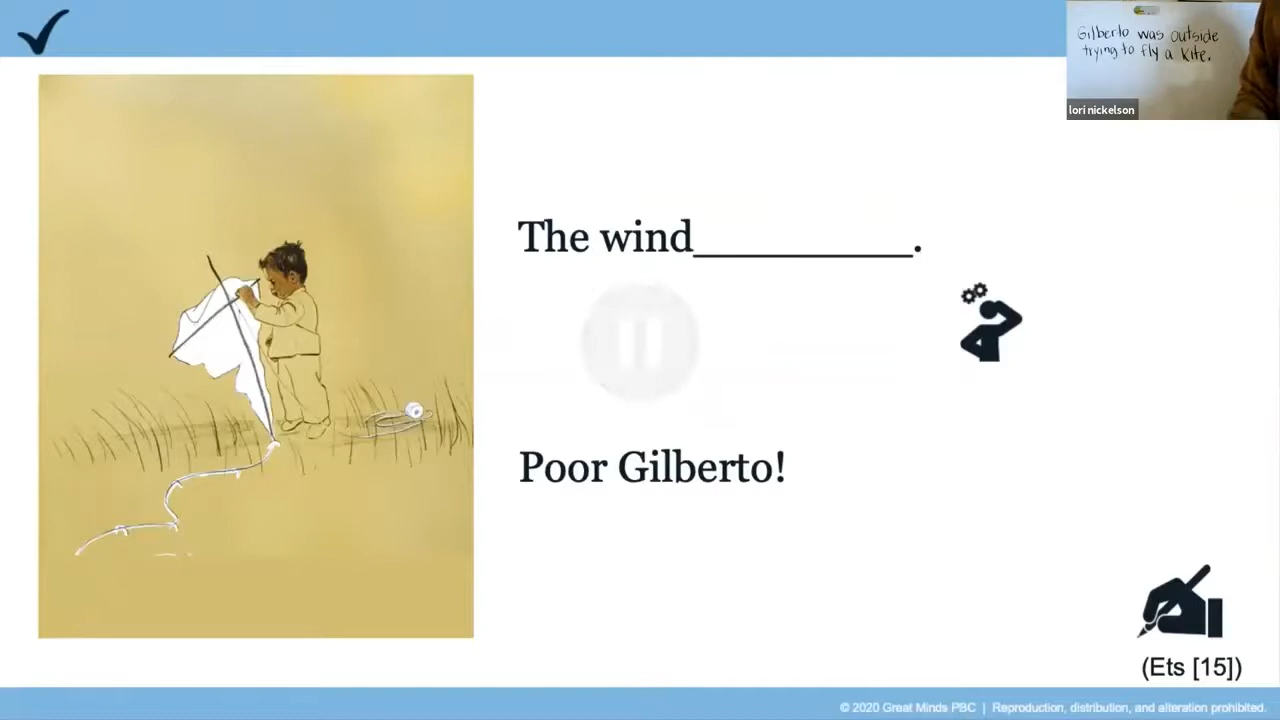 Gilberto was outside
trying to fly a kite.
lori nickelson
The wind__________.
Poor Gilberto!
(Ets [15])
© 2020 Great Minds PBC | Reproduction, distribution, and alteration prohibited.